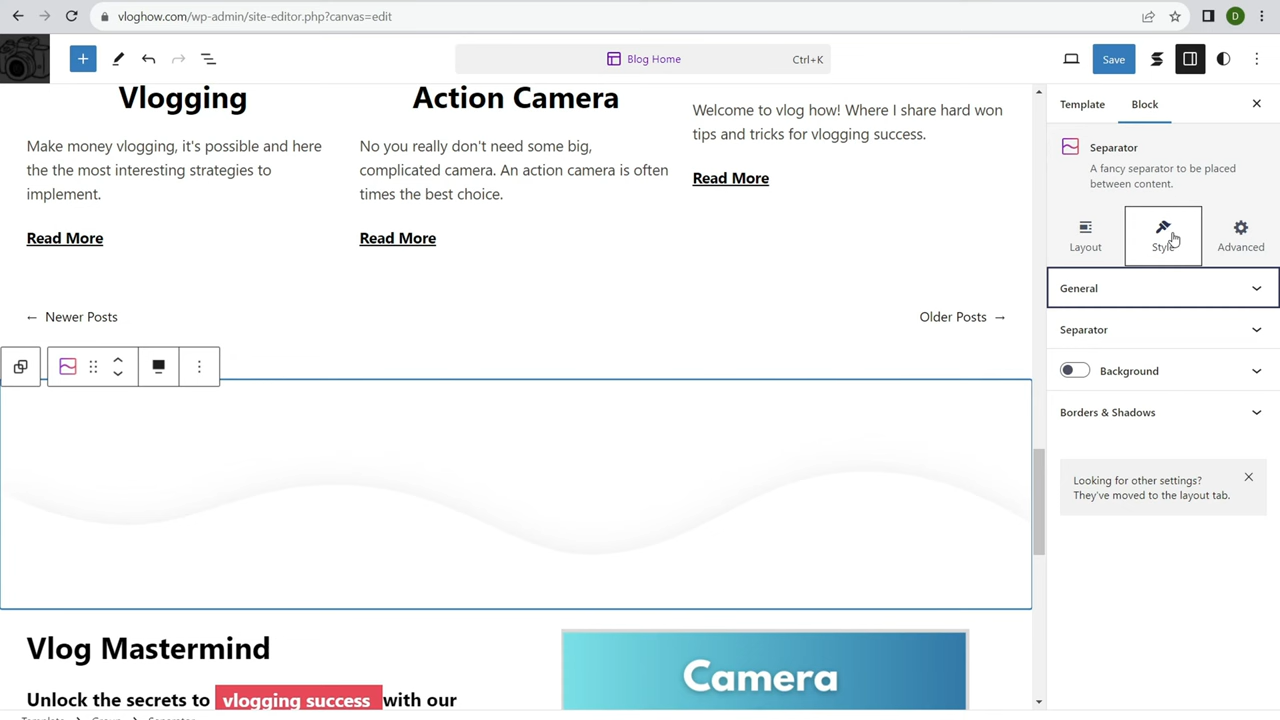 vloghow.com/wp-admin/site-editor.php?canvas=edit
D
Blog Home
Ctrl+K
Save
Vlogging
Action Camera
Make money vlogging, it's possible and here
the the most interesting strategies to
implement.
Read More
No you really don't need some big,
complicated camera. An action camera is often
times the best choice.
Read More
Welcome to vlog how! Where I share hard won
tips and tricks for vlogging success.
Read More
← Newer Posts
Older Posts →
Vlog Mastermind
Unlock the secrets to vlogging success with our
Camera
Template
Block
Separator
A fancy separator to be placed
between content.
Layout
Style
Advanced
General
Separator
Background
Borders & Shadows
Looking for other settings?
They've moved to the layout tab.
Template
Group
Separator